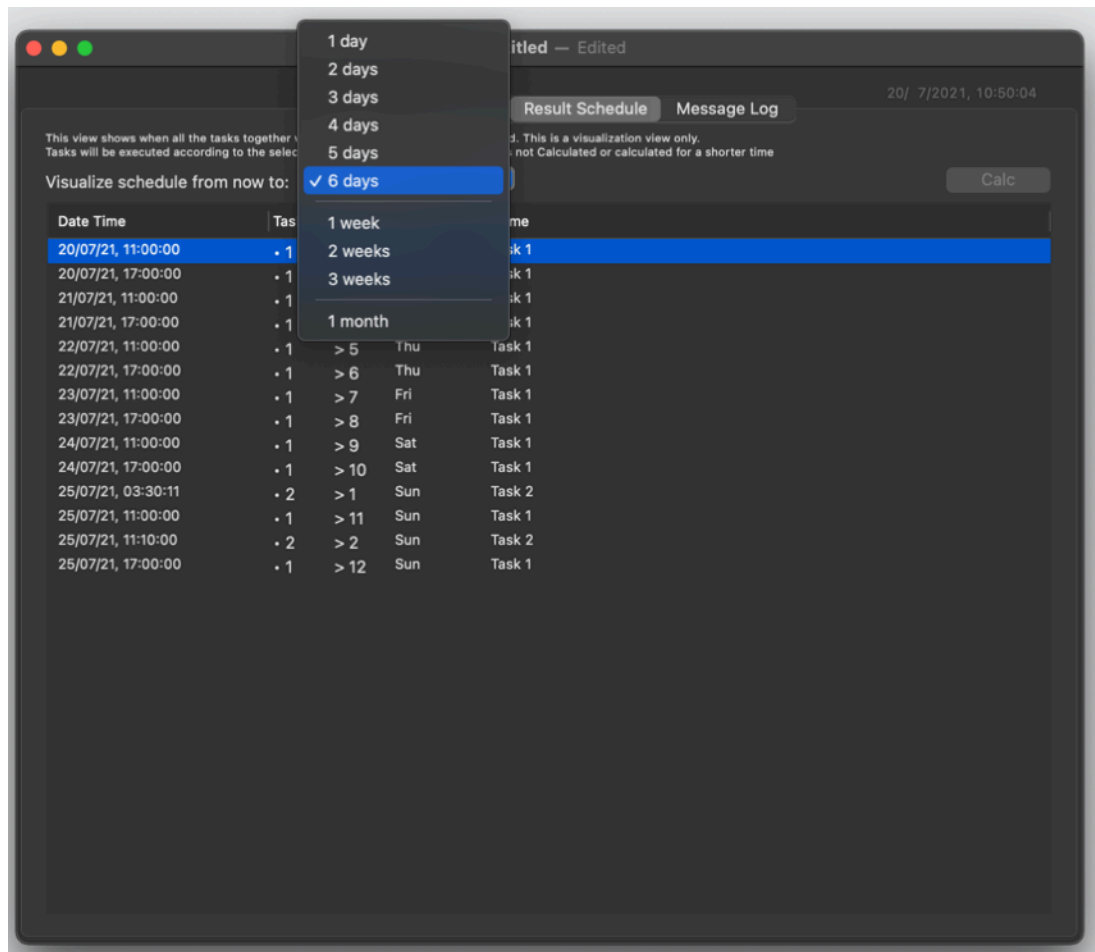 1 day
itled — Edited
2 days
20/ 7/2021, 10:50:04
3 days
Result Schedule Message Log
4 days
This view shows when all the tasks together d. This is a visualization view only.
5 days
Tasks will be executed according to the selec not Calculated or calculated for a shorter time
Visualize schedule from now to: ✓ 6 days Calc
Date Time Tas 1 week me
20/07/21, 11:00:00 • 1 2 weeks sk 1
20/07/21, 17:00:00 • 1 3 weeks sk 1
21/07/21, 11:00:00 • 1 sk 1
21/07/21, 17:00:00 • 1 1 month sk 1
22/07/21, 11:00:00 • 1 > 5 Thu Task 1
22/07/21, 17:00:00 • 1 > 6 Thu Task 1
23/07/21, 11:00:00 • 1 > 7 Fri Task 1
23/07/21, 17:00:00 • 1 > 8 Fri Task 1
24/07/21, 11:00:00 • 1 > 9 Sat Task 1
24/07/21, 17:00:00 • 1 > 10 Sat Task 1
25/07/21, 03:30:11 • 2 > 1 Sun Task 2
25/07/21, 11:00:00 • 1 > 11 Sun Task 1
25/07/21, 11:10:00 • 2 > 2 Sun Task 2
25/07/21, 17:00:00 • 1 > 12 Sun Task 1